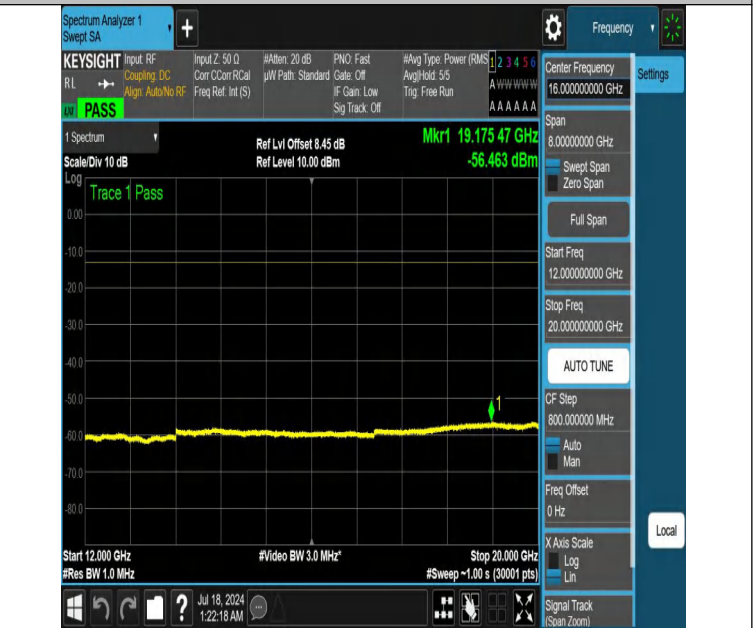 Spectrum Analyzer 1
Swept SA
+
Frequency
KEYSIGHT
RL
PASS
Input: RF
Coupling: DC
Align: Auto/No RF
Input Z: 50 Ω
Corr CCorr RCal
Freq Ref: Int (S)
#Atten: 20 dB
µW Path: Standard
PNO: Fast
Gate: Off
IF Gain: Low
Sig Track: Off
#Avg Type: Power (RMS
Avg|Hold: 5/5
Trig: Free Run
1 2 3 4 5 6
A W W W W W
A A A A A A
1 Spectrum
Scale/Div 10 dB
Ref Lvl Offset 8.45 dB
Ref Level 10.00 dBm
Mkr1 19.175 47 GHz
-56.463 dBm
Log
Trace 1 Pass
0.00
-10.0
-20.0
-30.0
-40.0
-50.0
-60.0
-70.0
-80.0
1
Start 12.000 GHz
#Res BW 1.0 MHz
#Video BW 3.0 MHz*
Stop 20.000 GHz
#Sweep ~1.00 s (30001 pts)
Center Frequency
16.000000000 GHz
Settings
Span
8.00000000 GHz
Swept Span
Zero Span
Full Span
Start Freq
12.000000000 GHz
Stop Freq
20.000000000 GHz
AUTO TUNE
CF Step
800.000000 MHz
Auto
Man
Freq Offset
0 Hz
X Axis Scale
Log
Lin
Local
Signal Track
(Span Zoom)
?
Jul 18, 2024
1:22:18 AM